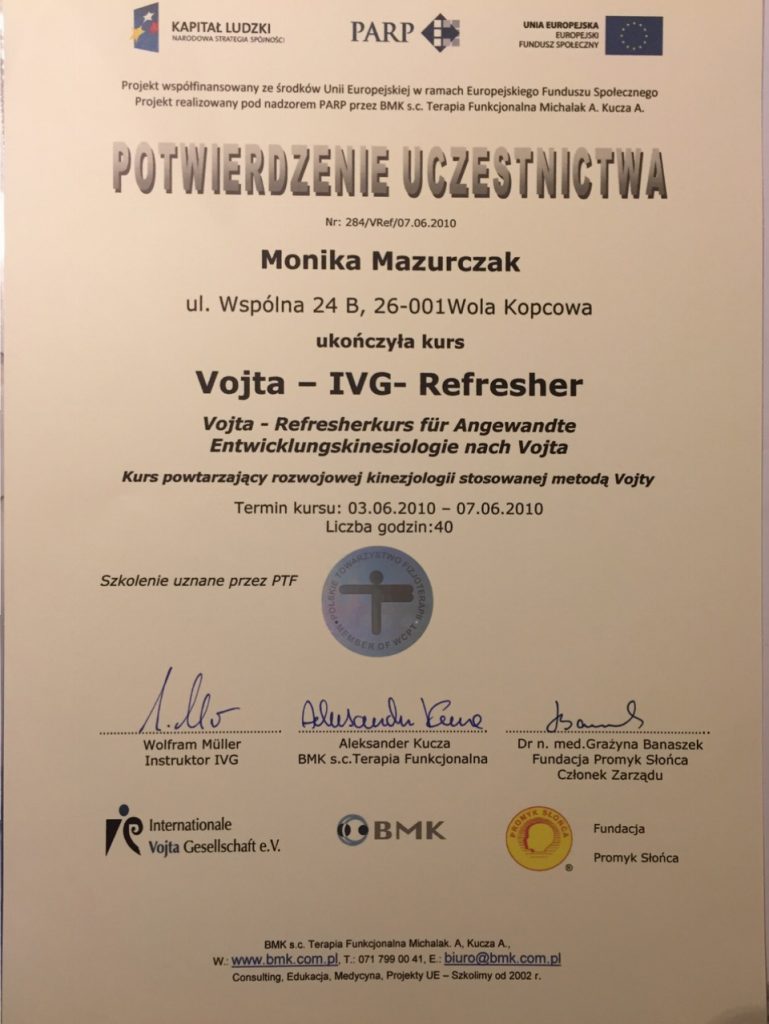 KAPITAŁ LUDZKI
NARODOWA STRATEGIA SPÓJNOŚCI
PARP
UNIA EUROPEJSKA
EUROPEJSKI
FUNDUSZ SPOŁECZNY
Projekt współfinansowany ze środków Unii Europejskiej w ramach Europejskiego Funduszu Społecznego
Projekt realizowany pod nadzorem PARP przez BMK s.c. Terapia Funkcjonalna Michalak A. Kucza A.
POTWIERDZENIE UCZESTNICTWA
Nr: 284/VRef/07.06.2010
Monika Mazurczak
ul. Wspólna 24 B, 26-001Wola Kopcowa
ukończyła kurs
Vojta – IVG- Refresher
Vojta - Refresherkurs für Angewandte
Entwicklungskinesiologie nach Vojta
Kurs powtarzający rozwojowej kinezjologii stosowanej metodą Vojty
Termin kursu: 03.06.2010 – 07.06.2010
Liczba godzin:40
Szkolenie uznane przez PTF
POLSKIE TOWARZYSTWO FIZJOTERAPII
MEMBER OF WCPT
Aleksander Kucza
Wolfram Müller
Instruktor IVG
Aleksander Kucza
BMK s.c.Terapia Funkcjonalna
Dr n. med.Grażyna Banaszek
Fundacja Promyk Słońca
Członek Zarządu
Internationale
Vojta Gesellschaft e.V.
BMK
PROMYK SŁOŃCA
®
Fundacja
Promyk Słońca
BMK s.c. Terapia Funkcjonalna Michalak. A, Kucza A.,
W.: www.bmk.com.pl, T.: 071 799 00 41, E.: biuro@bmk.com.pl
Consulting, Edukacja, Medycyna, Projekty UE – Szkolimy od 2002 r.